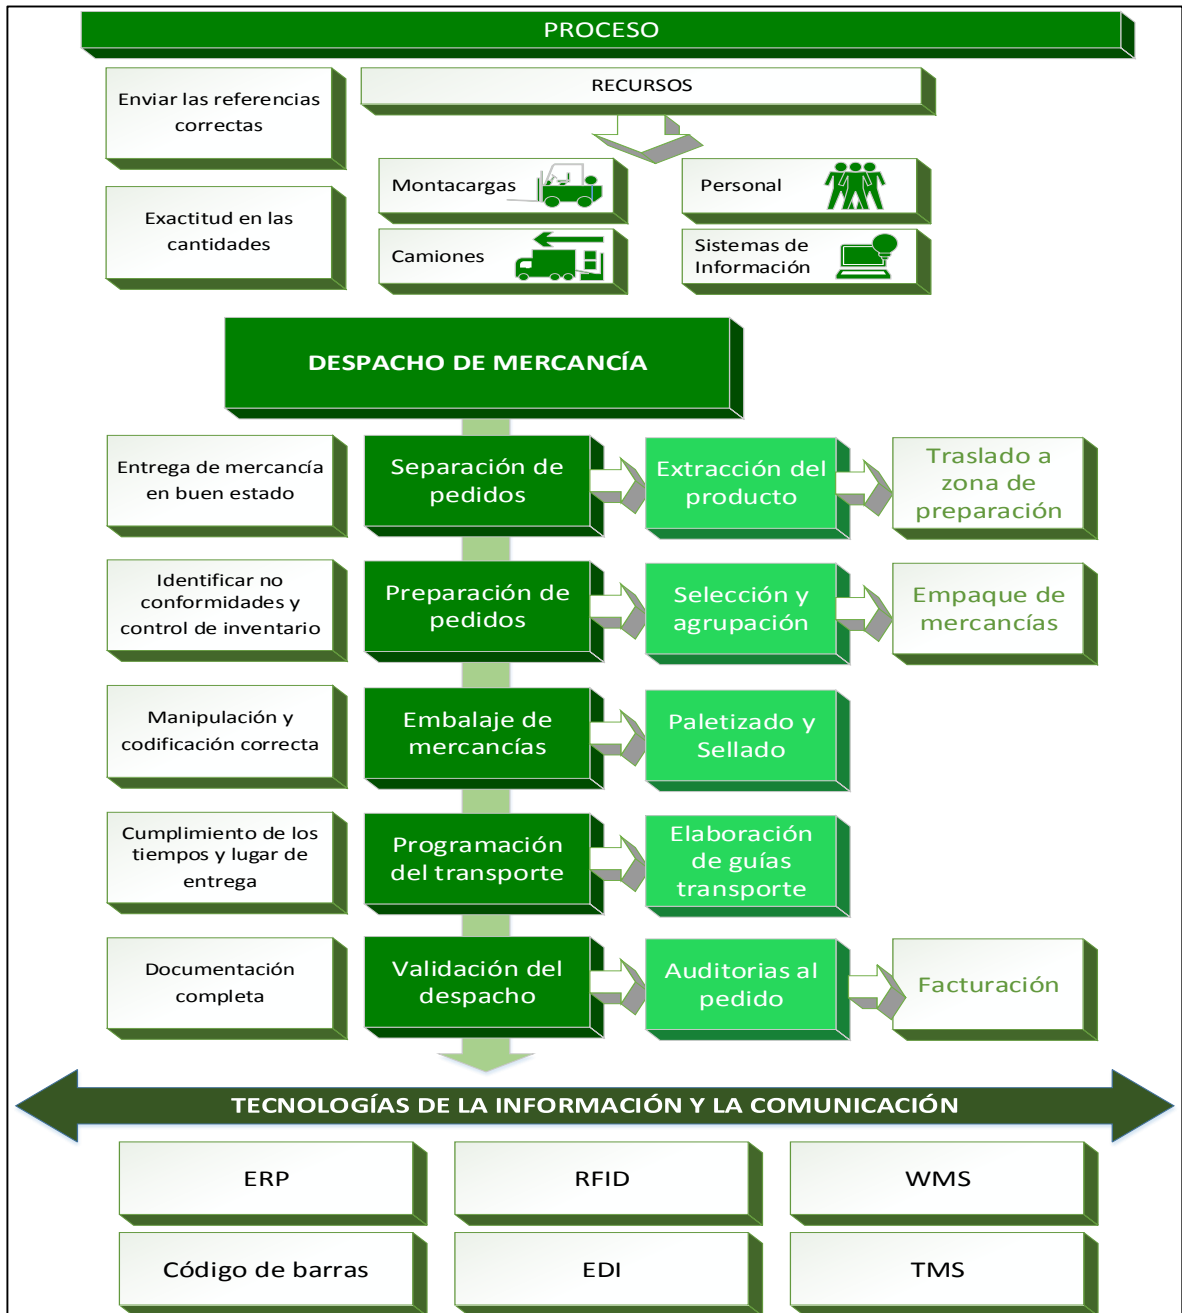 PROCESO
Enviar las referencias
correctas
RECURSOS
Montacargas
Personal
Exactitud en las
cantidades
Camiones
Sistemas de
Información
DESPACHO DE MERCANCÍA
Entrega de mercancía
en buen estado
Separación de
pedidos
Extracción del
producto
Traslado a
zona de
preparación
Identificar no
conformidades y
control de inventario
Preparación de
pedidos
Selección y
agrupación
Empaque de
mercancías
Manipulación y
codificación correcta
Embalaje de
mercancías
Paletizado y
Sellado
Cumplimiento de los
tiempos y lugar de
entrega
Programación
del transporte
Elaboración
de guías
transporte
Documentación
completa
Validación del
despacho
Auditorias al
pedido
Facturación
TECNOLOGÍAS DE LA INFORMACIÓN Y LA COMUNICACIÓN
ERP
RFID
WMS
Código de barras
EDI
TMS